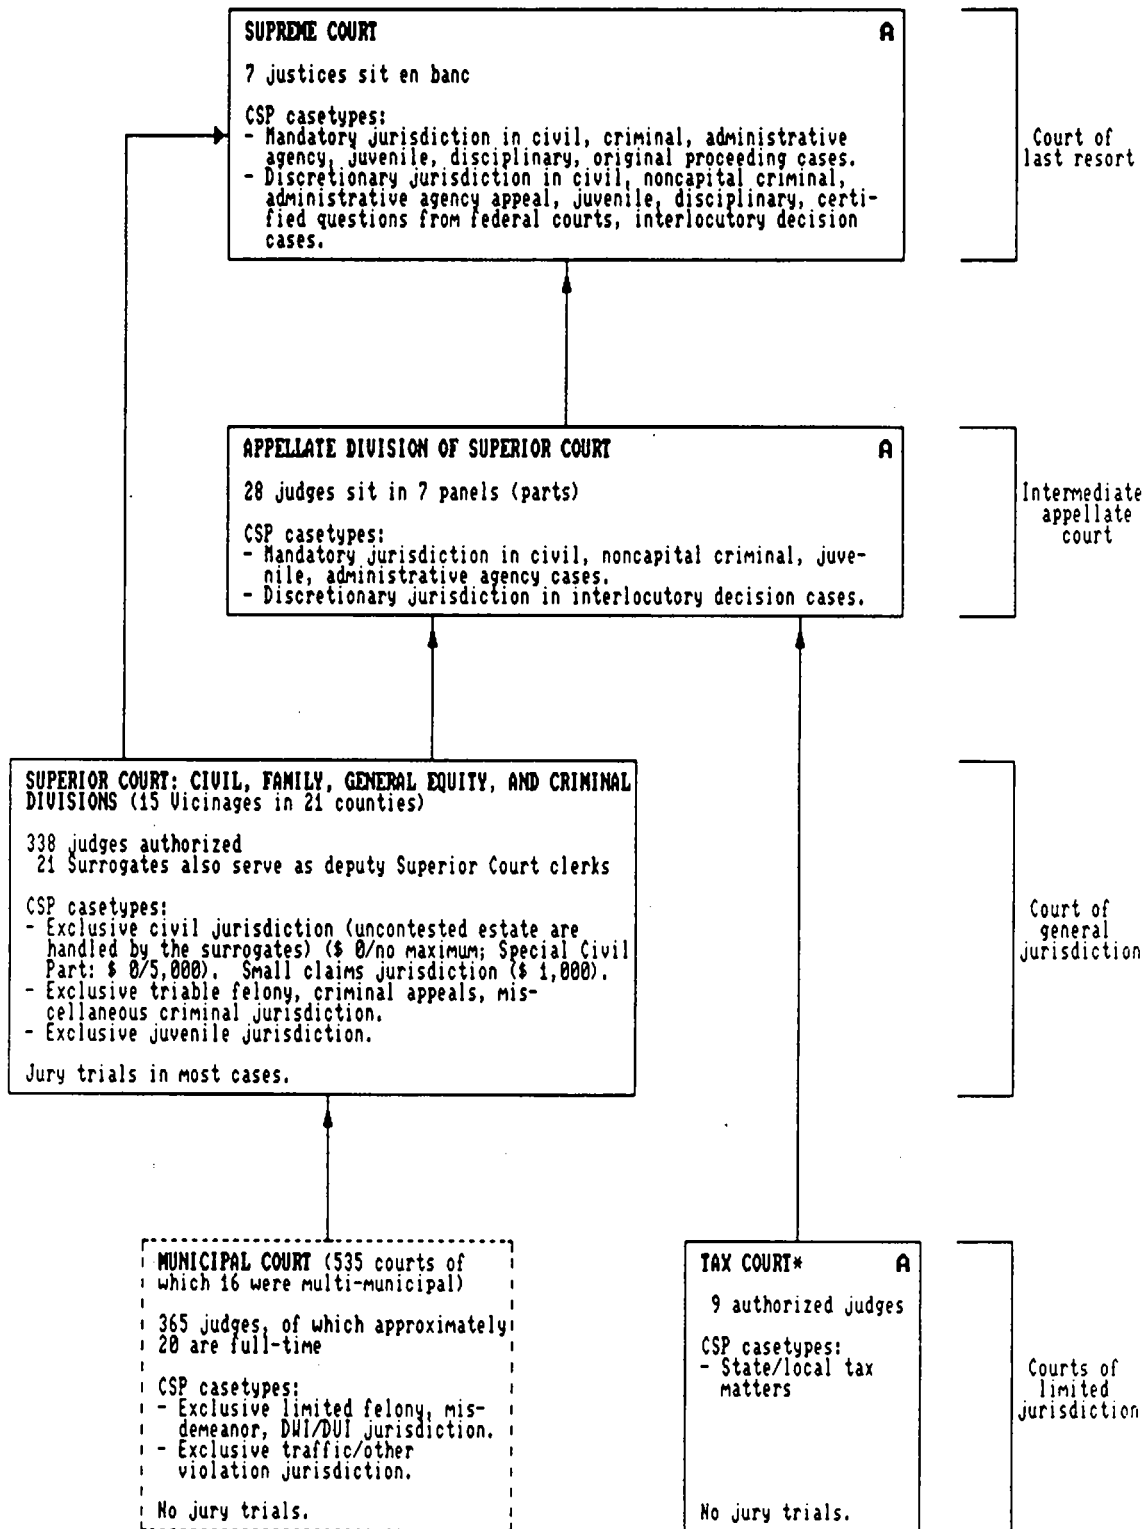 SUPREME COURT A
7 justices sit en banc
CSP casetypes:
- Mandatory jurisdiction in civil, criminal, administrative
agency, juvenile, disciplinary, original proceeding cases.
- Discretionary jurisdiction in civil, noncapital criminal,
administrative agency appeal, juvenile, disciplinary, certi-
fied questions from federal courts, interlocutory decision
cases.
Court of
last resort
APPELLATE DIVISION OF SUPERIOR COURT A
28 judges sit in 7 panels (parts)
CSP casetypes:
- Mandatory jurisdiction in civil, noncapital criminal, juve-
nile, administrative agency cases.
- Discretionary jurisdiction in interlocutory decision cases.
Intermediate
appellate
court
SUPERIOR COURT: CIVIL, FAMILY, GENERAL EQUITY, AND CRIMINAL
DIVISIONS (15 Vicinages in 21 counties)
338 judges authorized
21 Surrogates also serve as deputy Superior Court clerks
CSP casetypes:
- Exclusive civil jurisdiction (uncontested estate are
handled by the surrogates) ($ 0/no maximum; Special Civil
Part: $ 0/5,000). Small claims jurisdiction ($ 1,000).
- Exclusive triable felony, criminal appeals, mis-
cellaneous criminal jurisdiction.
- Exclusive juvenile jurisdiction.
Jury trials in most cases.
Court of
general
jurisdiction
MUNICIPAL COURT (535 courts of
which 16 were multi-municipal)
365 judges, of which approximately
20 are full-time
CSP casetypes:
- Exclusive limited felony, mis-
demeanor, DWI/DUI jurisdiction.
- Exclusive traffic/other
violation jurisdiction.
No jury trials.
TAX COURT* A
9 authorized judges
CSP casetypes:
- State/local tax
matters
No jury trials.
Courts of
limited
jurisdiction